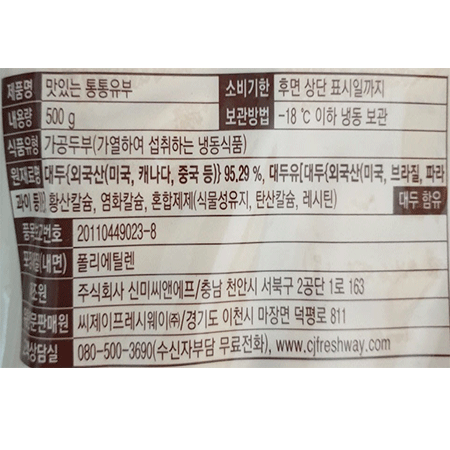 제품명 맛있는 통통유부 소비기한 후면 상단 표시일까지
내용량 500 g 보관방법 -18 ℃ 이하 냉동 보관
식품유형 가공두부(가열하여 섭취하는 냉동식품)
원재료명 대두{외국산(미국, 캐나다, 중국 등)} 95.29 %, 대두유[대두{외국산(미국, 브라질, 파라
과이 등)}] 황산칼슘, 염화칼슘, 혼합제제(식물성유지, 탄산칼슘, 레시틴) 대두 함유
품목보고번호 20110449023-8
(내면) 폴리에틸렌
제조원 주식회사 신미씨앤에프/충남 천안시 서북구 2공단 1로 163
판매원 씨제이프레시웨이㈜/경기도 이천시 마장면 덕평로 811
상담실 080-500-3690(수신자부담 무료전화), www.cjfreshway.com